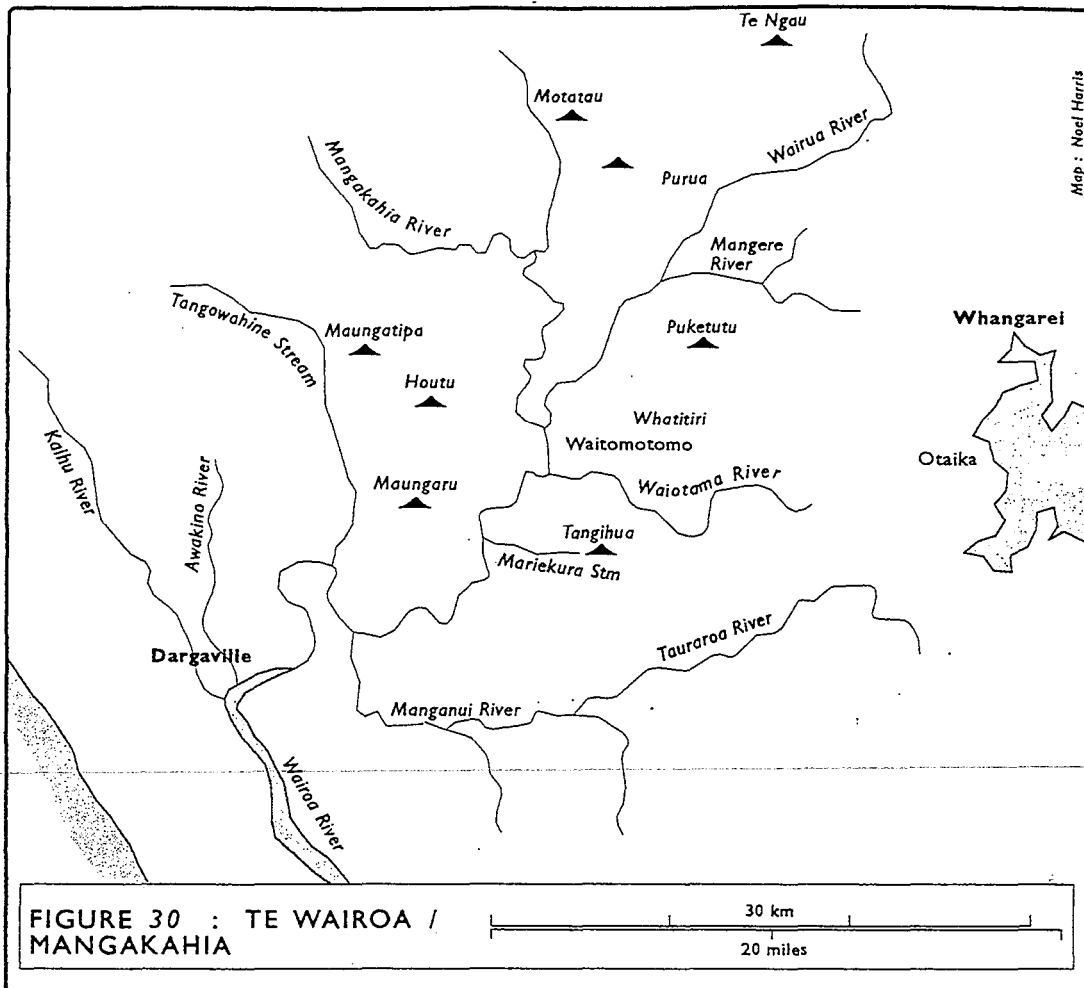 Te Ngau
Motatau
Map : Noel Harris
Wairua River
Mangakahia River
Purua
Mangere
River
Tangowahine Stream
Maungatipa
Puketutu
Whangarei
Houtu
Whatitiri
Waitomotomo
Kaihu River
Otaika
Awakino River
Maungaru
Waiotama River
Tangihua
Mariekura Stm
Tauraroa River
Dargaville
Manganui River
Wairoa River
FIGURE 30 : TE WAIROA /
MANGAKAHIA
30 km
20 miles